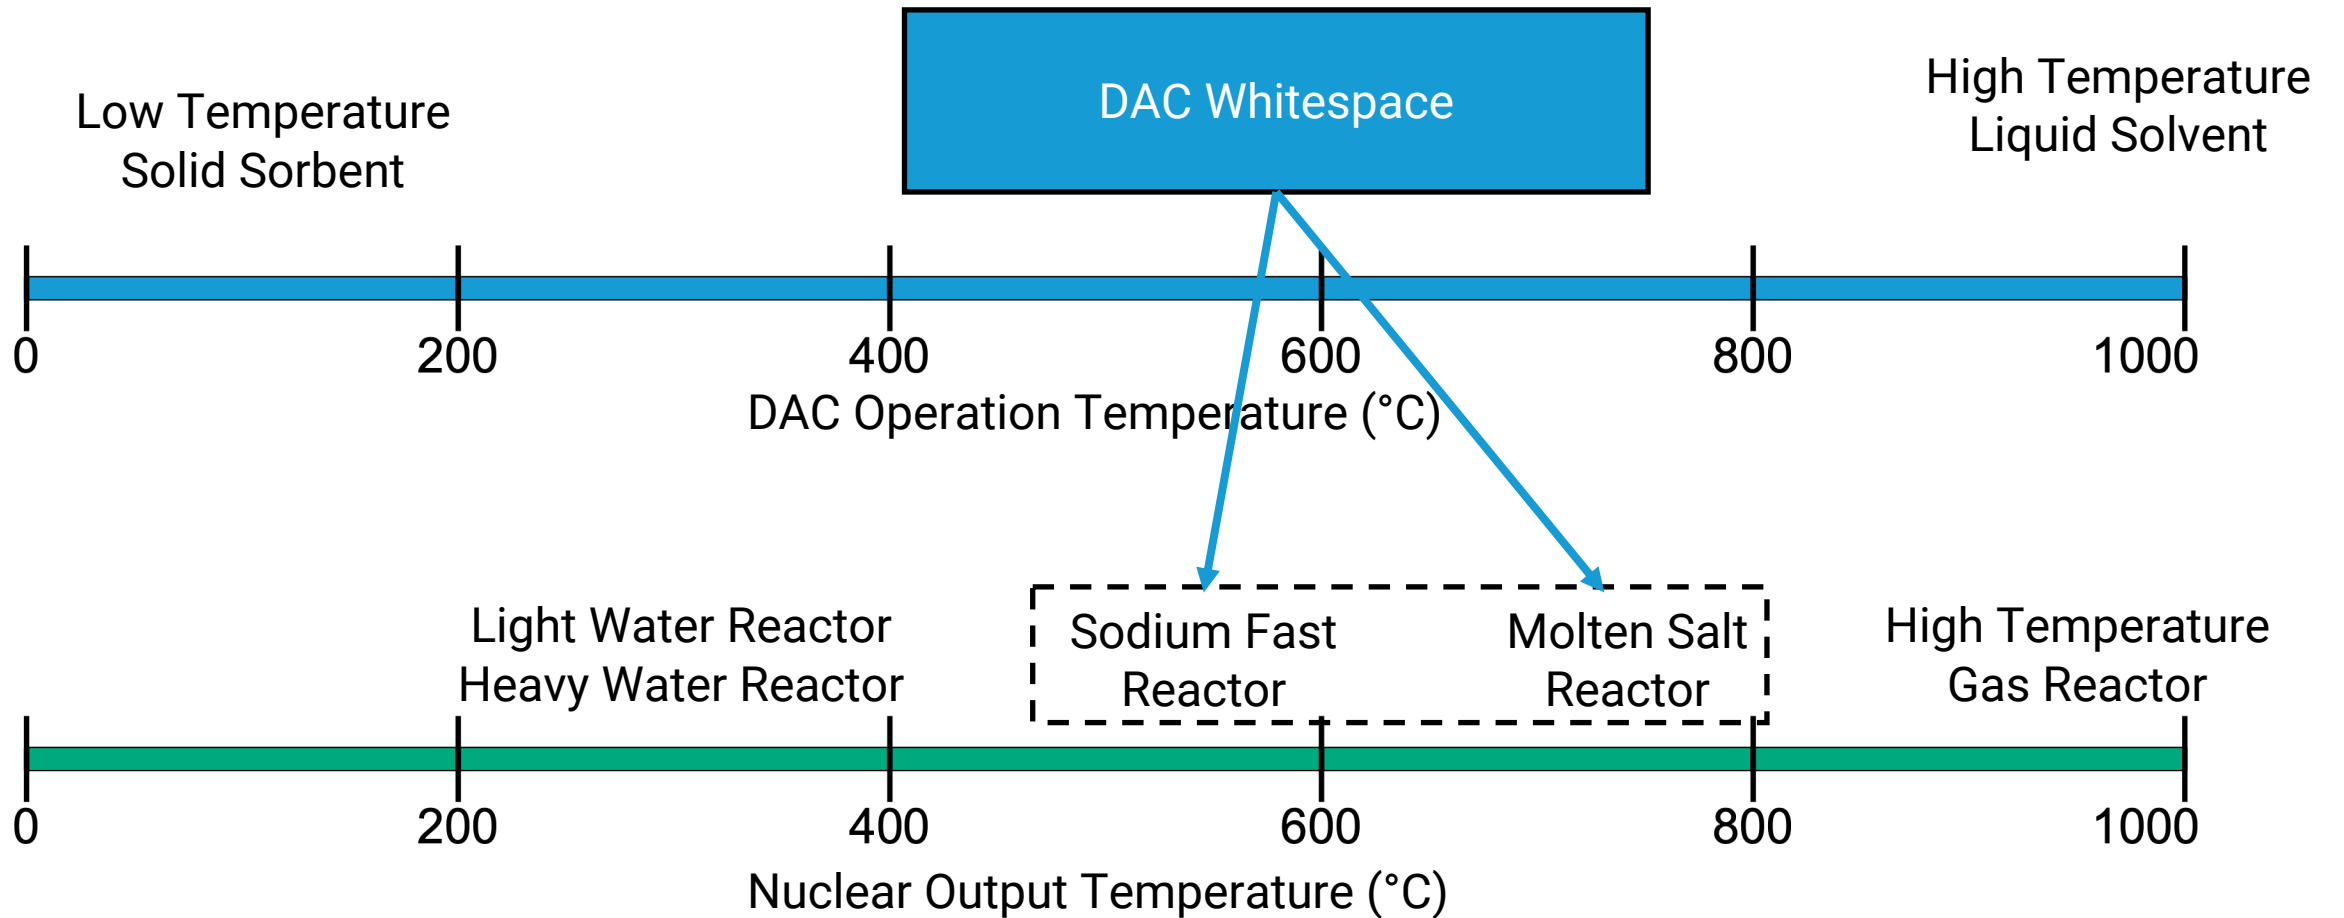 Low Temperature
Solid Sorbent
DAC Whitespace
High Temperature
Liquid Solvent
0
200
400
600
800
1000
DAC Operation Temperature (°C)
Light Water Reactor
Heavy Water Reactor
Sodium Fast
Reactor
Molten Salt
Reactor
High Temperature
Gas Reactor
0
200
400
600
800
1000
Nuclear Output Temperature (°C)